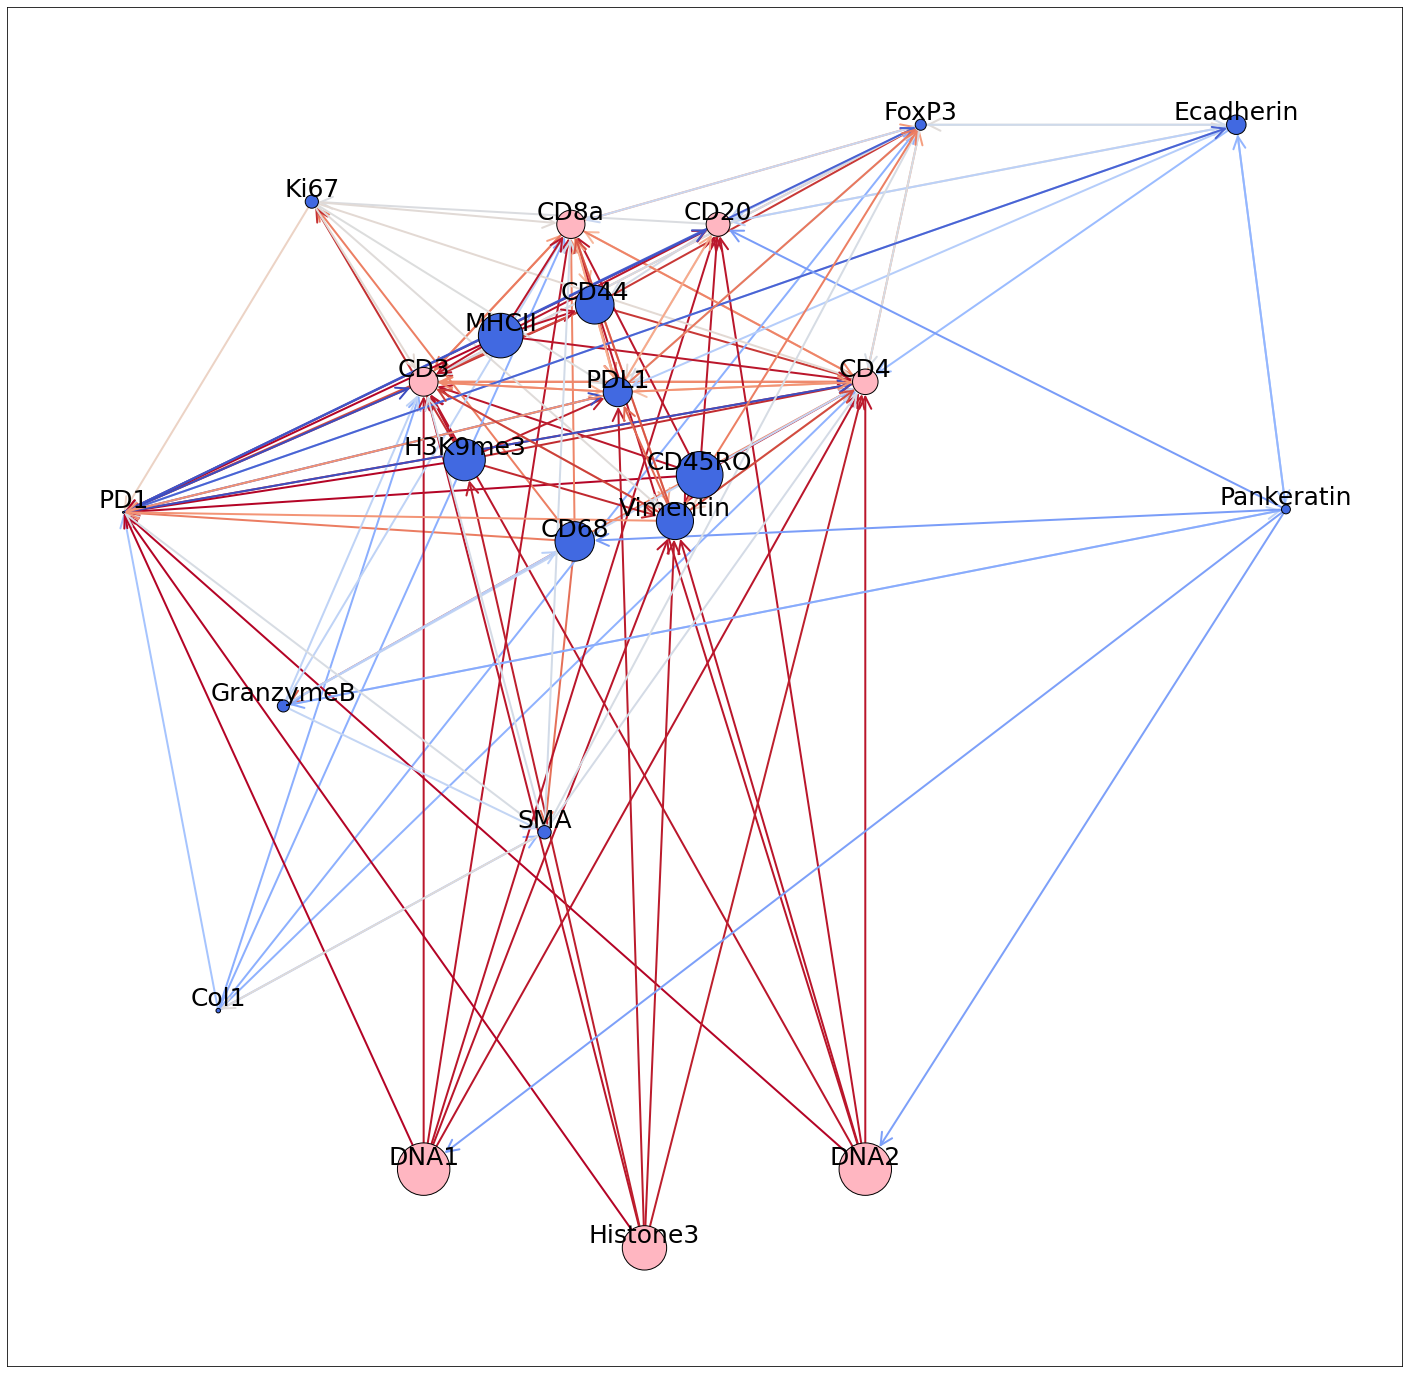 FoxP3
Ecadherin
Ki67
CD8a
CD20
CD44
MHCII
CD3
PDL1
CD4
H3K9me3
CD45RO
PD1
Pankeratin
Vimentin
CD68
GranzymeB
SMA
Col1
DNA1
DNA2
Histone3